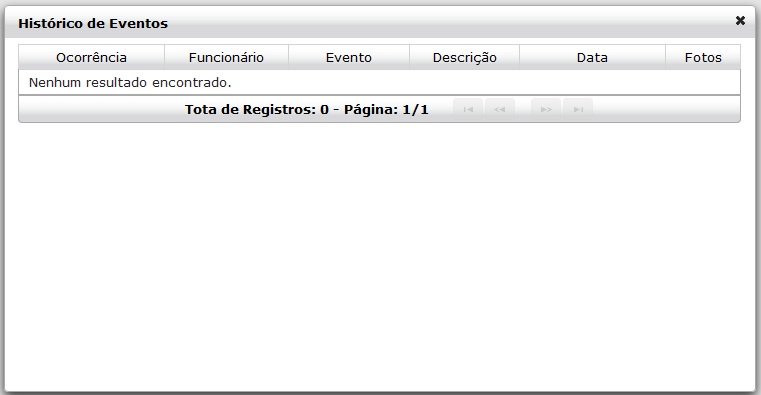 Histórico de Eventos
Ocorrência Funcionário Evento Descrição Data Fotos
Nenhum resultado encontrado.
Tota de Registros: 0 - Página: 1/1